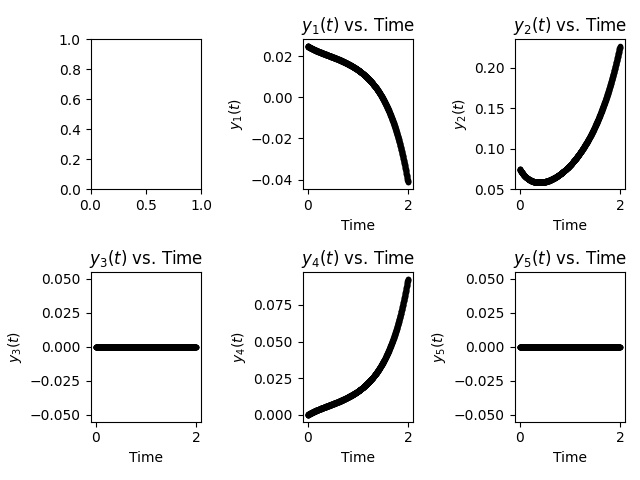 1.0
0.8
0.6
0.4
0.2
0.0
0.0 0.5 1.0
y₁(t) vs. Time
y₁(t)
0.02
0.00
−0.02
−0.04
0 2
Time
y₂(t) vs. Time
y₂(t)
0.20
0.15
0.10
0.05
0 2
Time
y₃(t) vs. Time
y₃(t)
0.050
0.025
0.000
−0.025
−0.050
0 2
Time
y₄(t) vs. Time
y₄(t)
0.075
0.050
0.025
0.000
0 2
Time
y₅(t) vs. Time
y₅(t)
0.050
0.025
0.000
−0.025
−0.050
0 2
Time